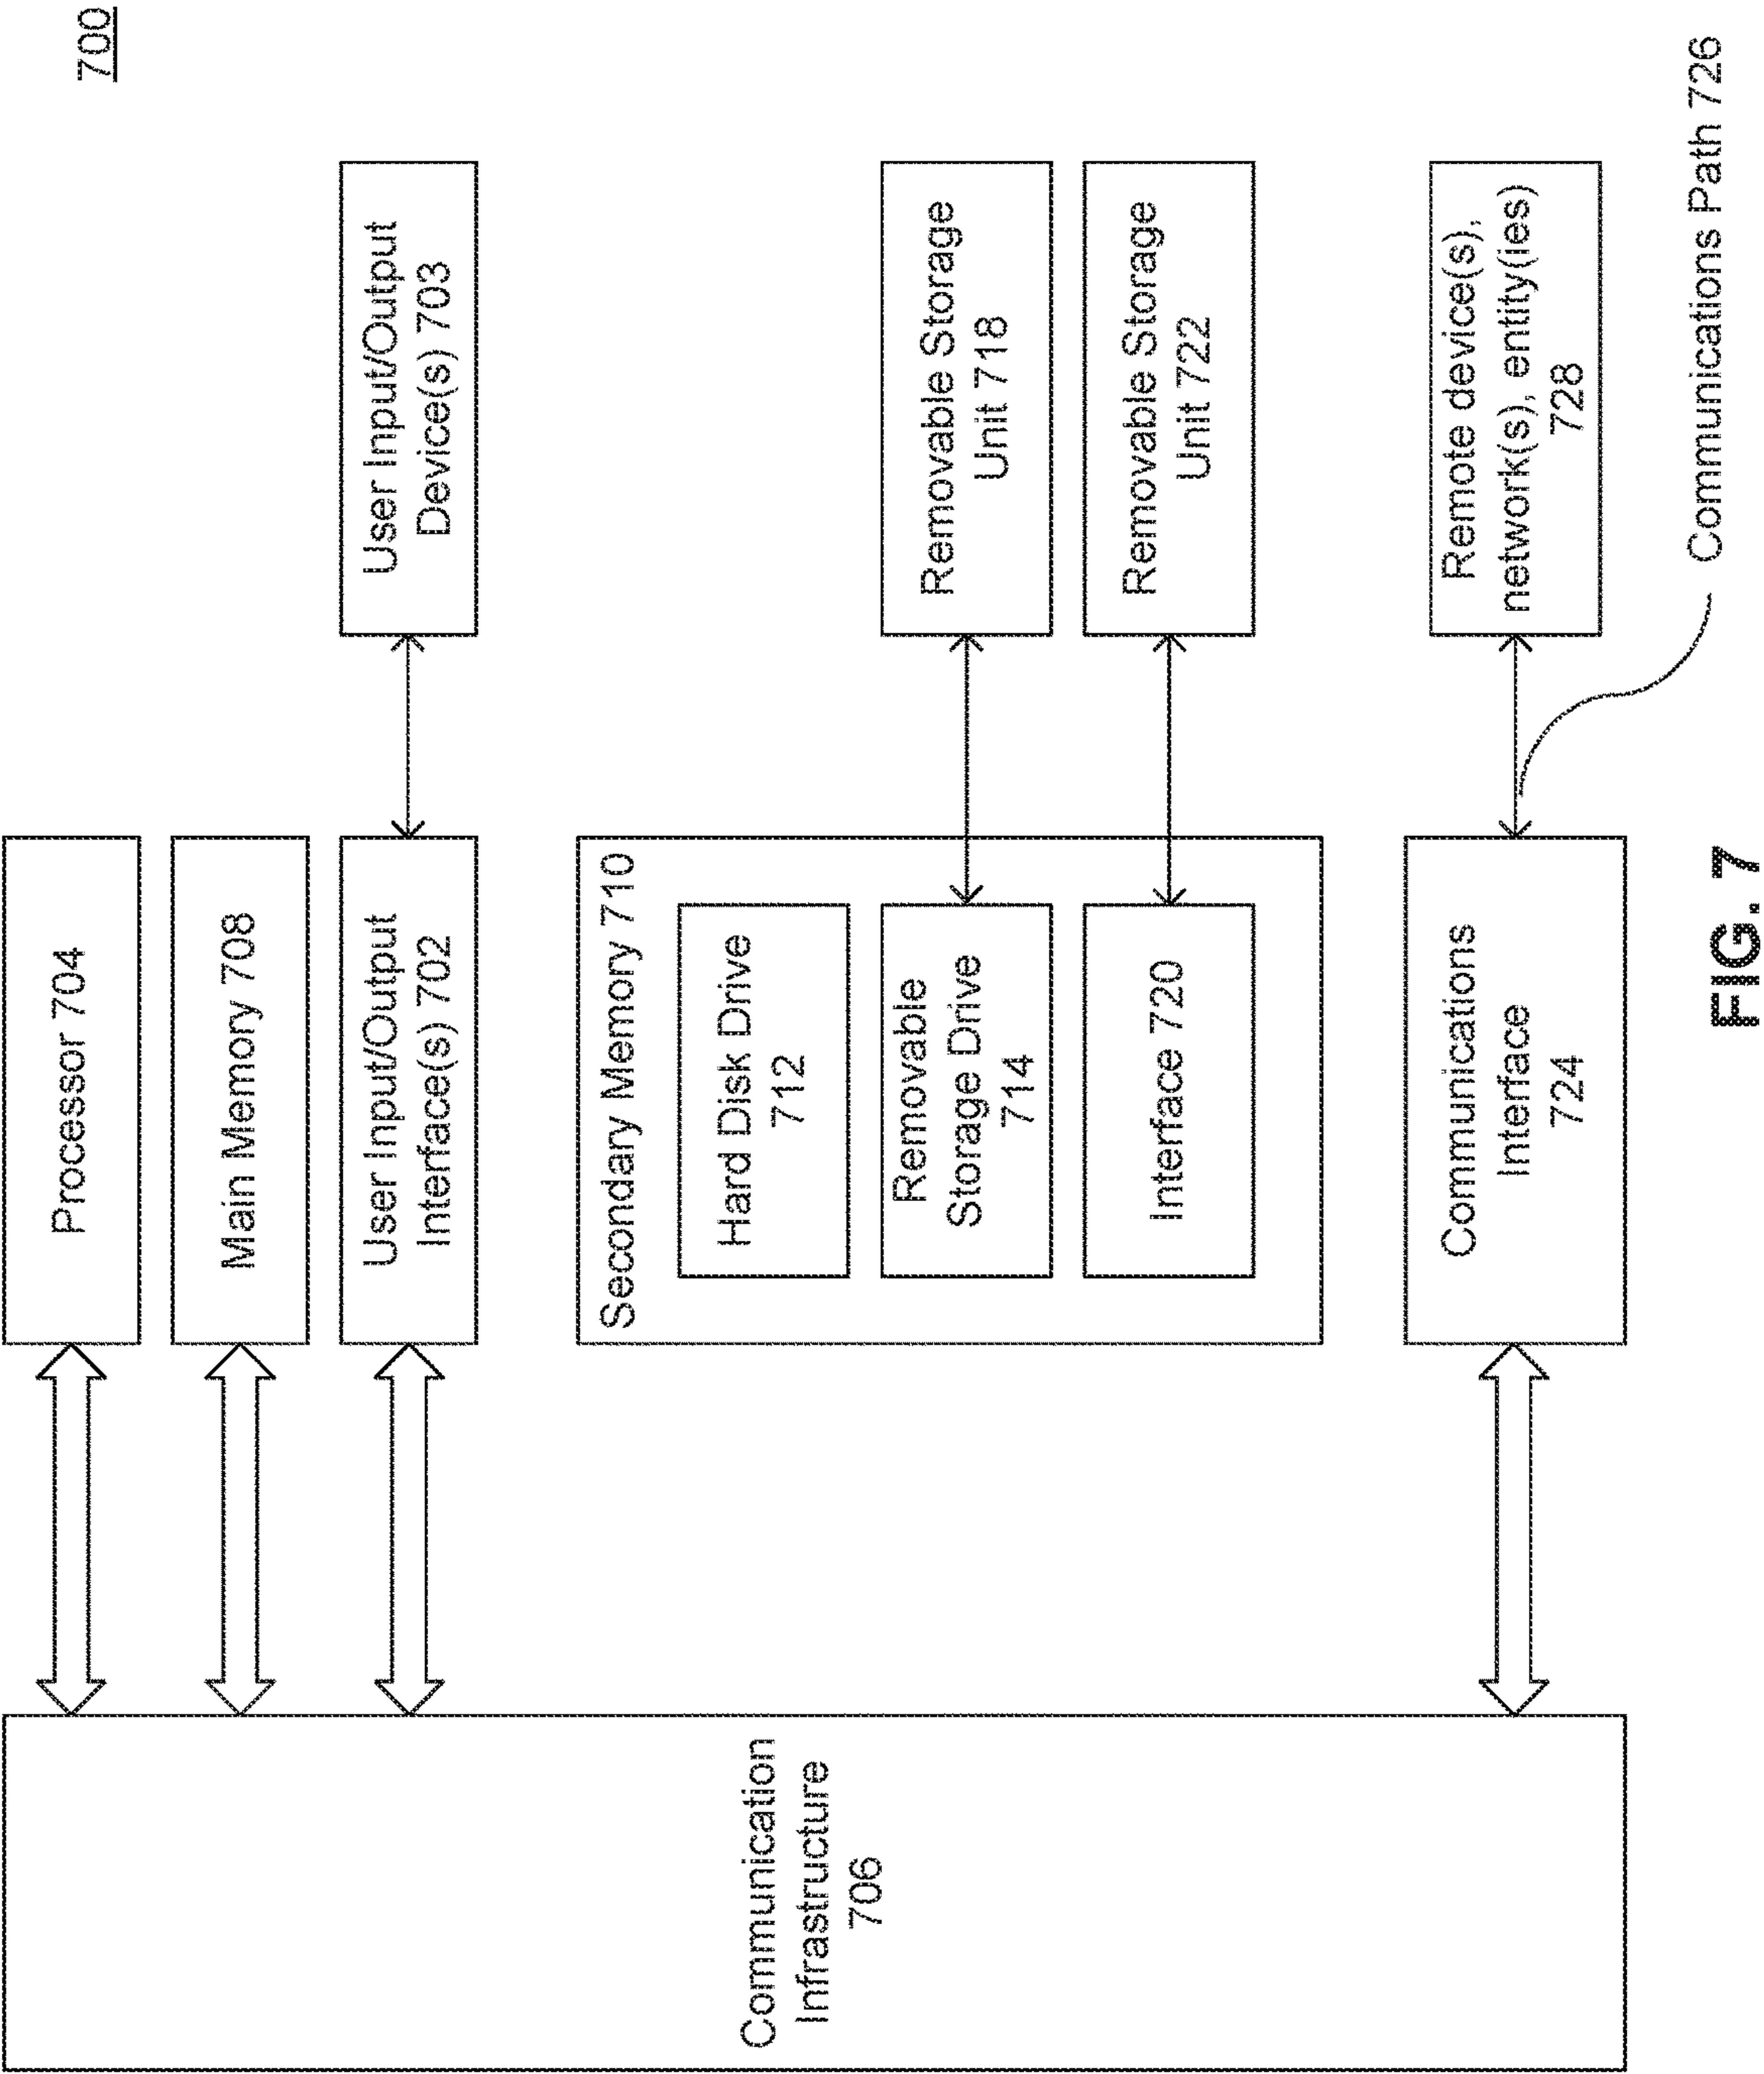 700
Processor 704
Main Memory 708
User Input/Output
Interface(s) 702
User Input/Output
Device(s) 703
Communication
Infrastructure
706
Secondary Memory 710
Hard Disk Drive
712
Removable
Storage Drive
714
Removable Storage
Unit 718
Interface 720
Removable Storage
Unit 722
Communications
Interface
724
Remote device(s),
network(s), entity(ies)
728
Communications Path 726
FIG. 7